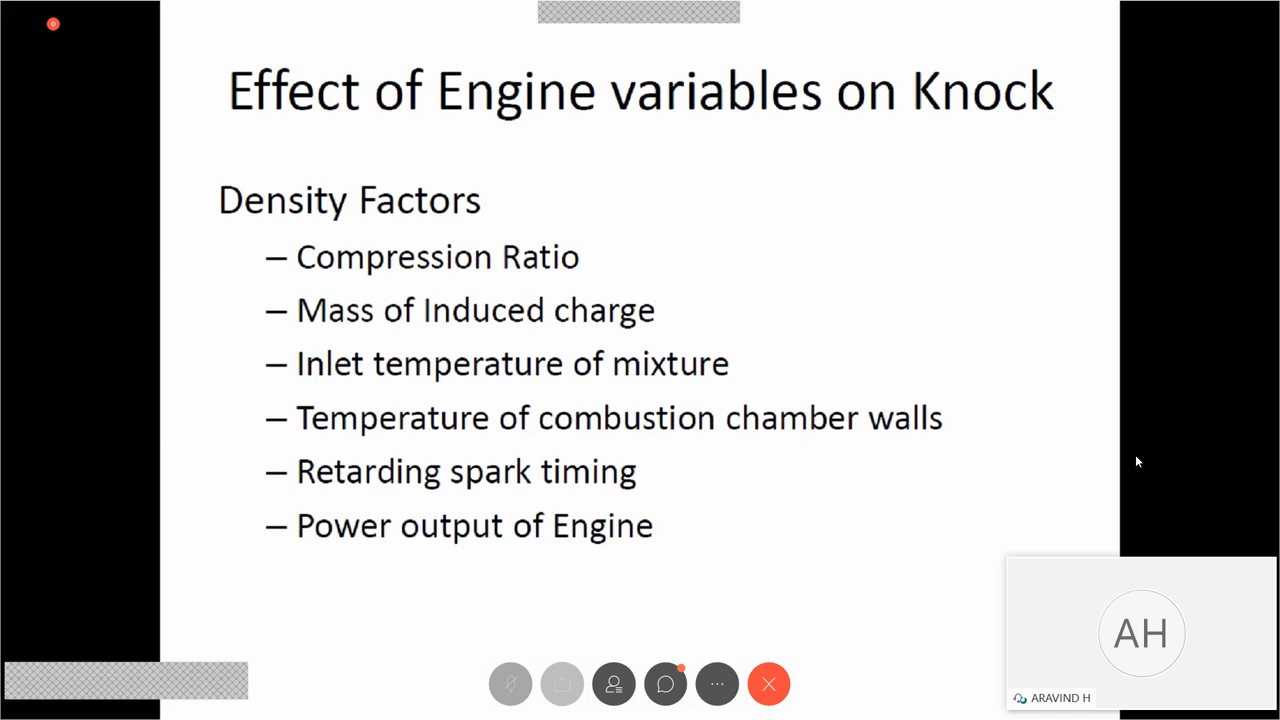 Effect of Engine variables on Knock
Density Factors
– Compression Ratio
– Mass of Induced charge
– Inlet temperature of mixture
– Temperature of combustion chamber walls
– Retarding spark timing
– Power output of Engine
AH
ARAVIND H